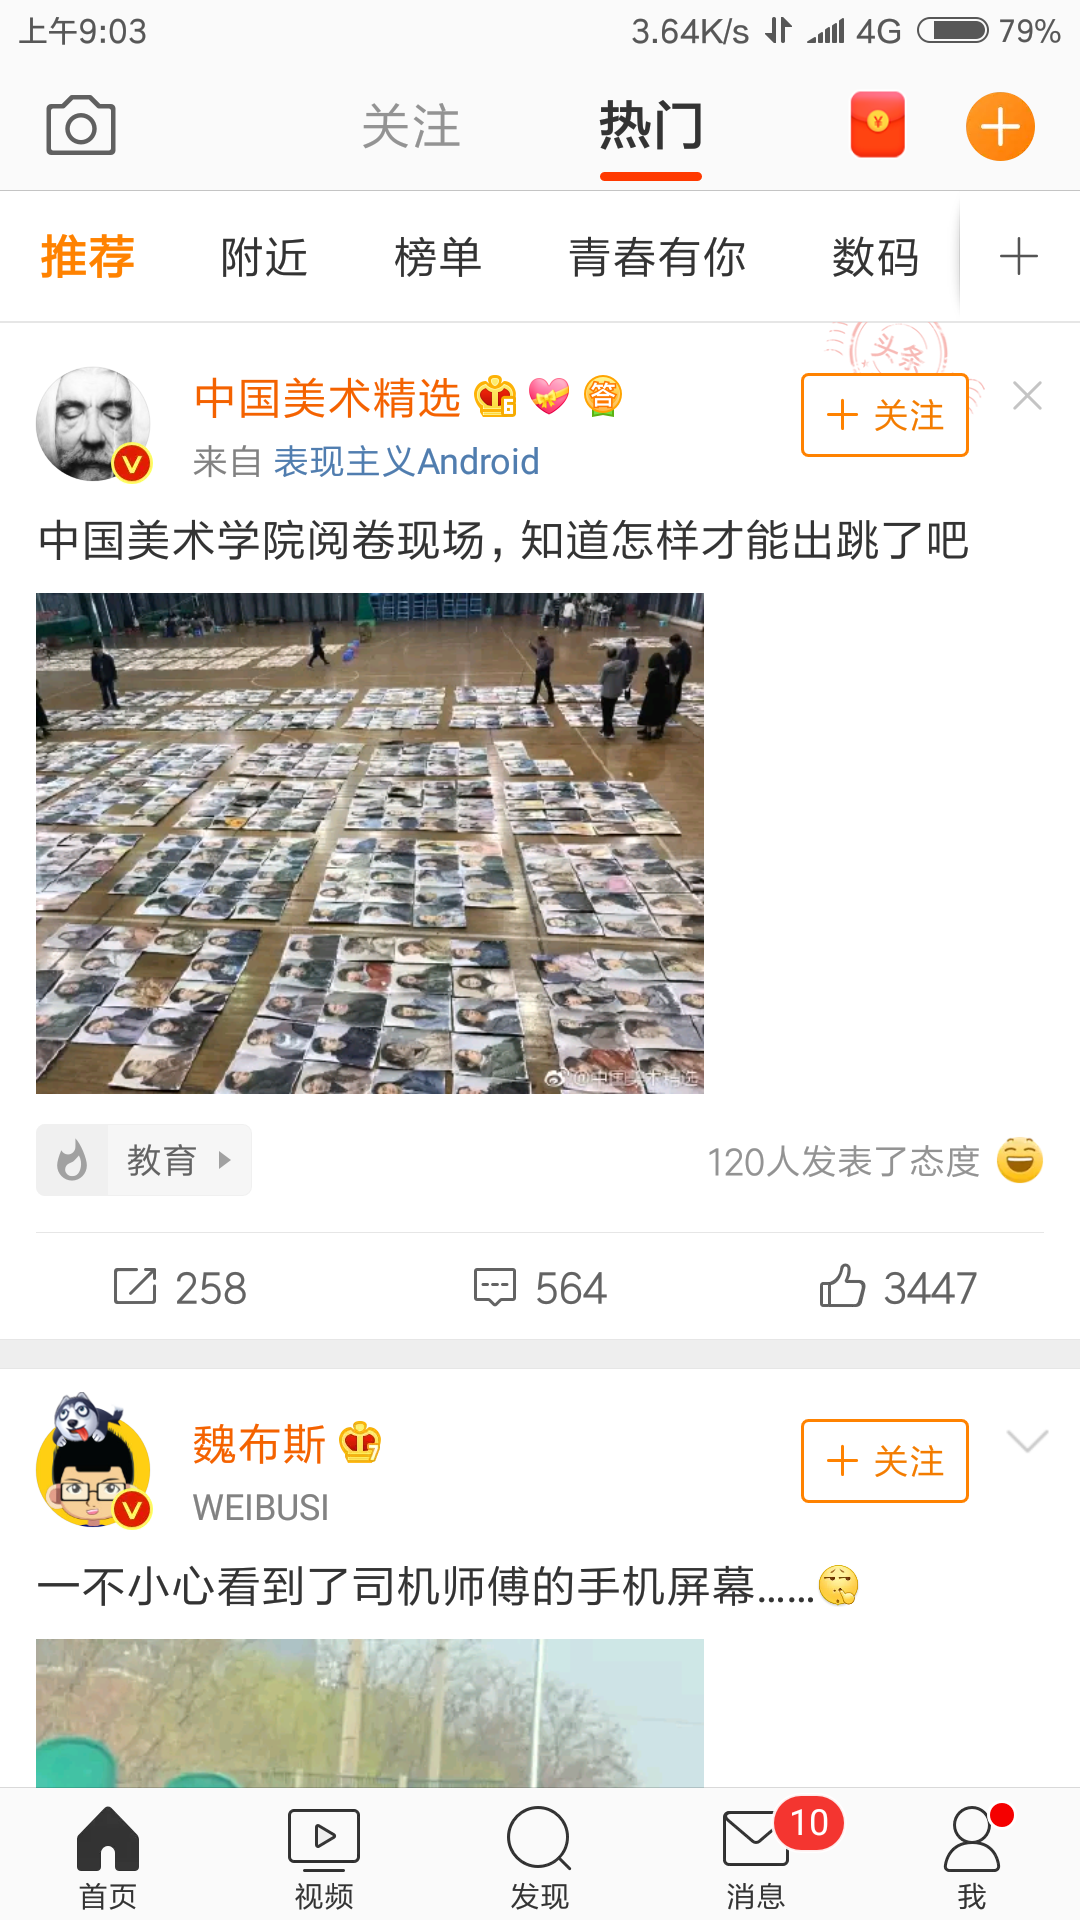 上午9:03 3.64K/s 4G 79%
关注 热门
推荐 附近 榜单 青春有你 数码
头条
中国美术精选 答
+ 关注
来自 表现主义Android
中国美术学院阅卷现场，知道怎样才能出跳了吧
@中国美术精选
教育 120人发表了态度
258 564 3447
魏布斯
+ 关注
WEIBUSI
一不小心看到了司机师傅的手机屏幕......
10
首页 视频 发现 消息 我